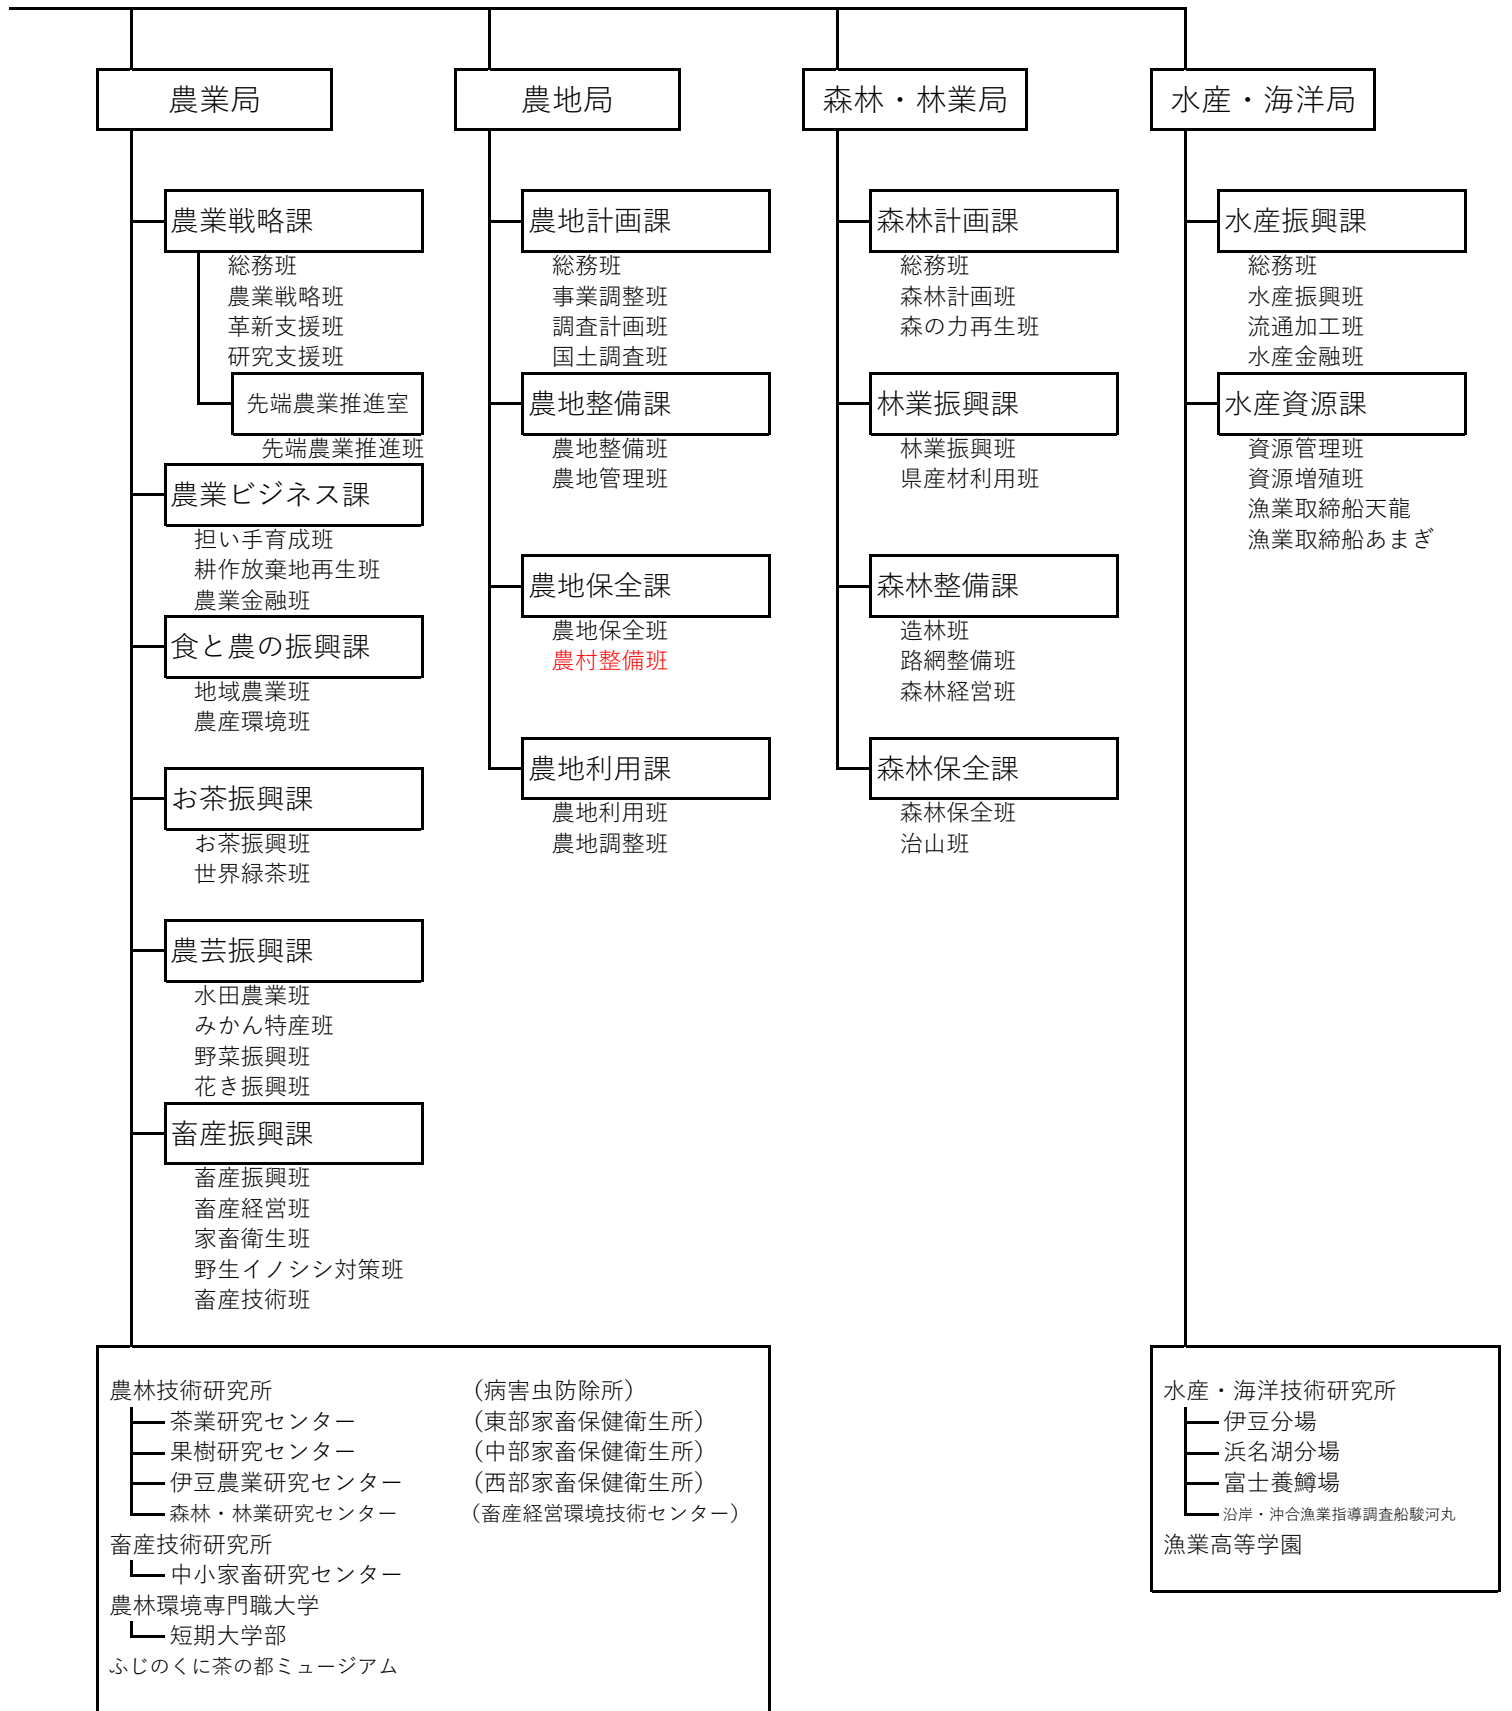 農業局
農業戦略課
総務班
農業戦略班
革新支援班
研究支援班
先端農業推進室
先端農業推進班
農業ビジネス課
担い手育成班
耕作放棄地再生班
農業金融班
食と農の振興課
地域農業班
農産環境班
お茶振興課
お茶振興班
世界緑茶班
農芸振興課
水田農業班
みかん特産班
野菜振興班
花き振興班
畜産振興課
畜産振興班
畜産経営班
家畜衛生班
野生イノシシ対策班
畜産技術班
農地局
農地計画課
総務班
事業調整班
調査計画班
国土調査班
農地整備課
農地整備班
農地管理班
農地保全課
農地保全班
農村整備班
農地利用課
農地利用班
農地調整班
森林・林業局
森林計画課
総務班
森林計画班
森の力再生班
林業振興課
林業振興班
県産材利用班
森林整備課
造林班
路網整備班
森林経営班
森林保全課
森林保全班
治山班
水産・海洋局
水産振興課
総務班
水産振興班
流通加工班
水産金融班
水産資源課
資源管理班
資源増殖班
漁業取締船天龍
漁業取締船あまぎ
農林技術研究所
茶業研究センター
果樹研究センター
伊豆農業研究センター
森林・林業研究センター
畜産技術研究所
中小家畜研究センター
農林環境専門職大学
短期大学部
ふじのくに茶の都ミュージアム
（病害虫防除所）
（東部家畜保健衛生所）
（中部家畜保健衛生所）
（西部家畜保健衛生所）
（畜産経営環境技術センター）
水産・海洋技術研究所
伊豆分場
浜名湖分場
富士養鱒場
沿岸・沖合漁業指導調査船駿河丸
漁業高等学園